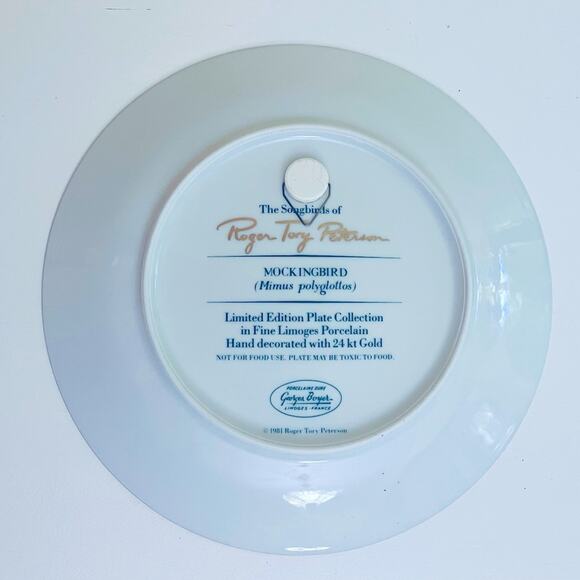 The Songbirds of
Roger Tory Peterson
MOCKINGBIRD
(Mimus polyglottos)
Limited Edition Plate Collection
in Fine Limoges Porcelain
Hand decorated with 24 kt Gold
NOT FOR FOOD USE. PLATE MAY BE TOXIC TO FOOD.
PORCELAINE DURE
Georges Boyer
LIMOGES-FRANCE
© 1981 Roger Tory Peterson